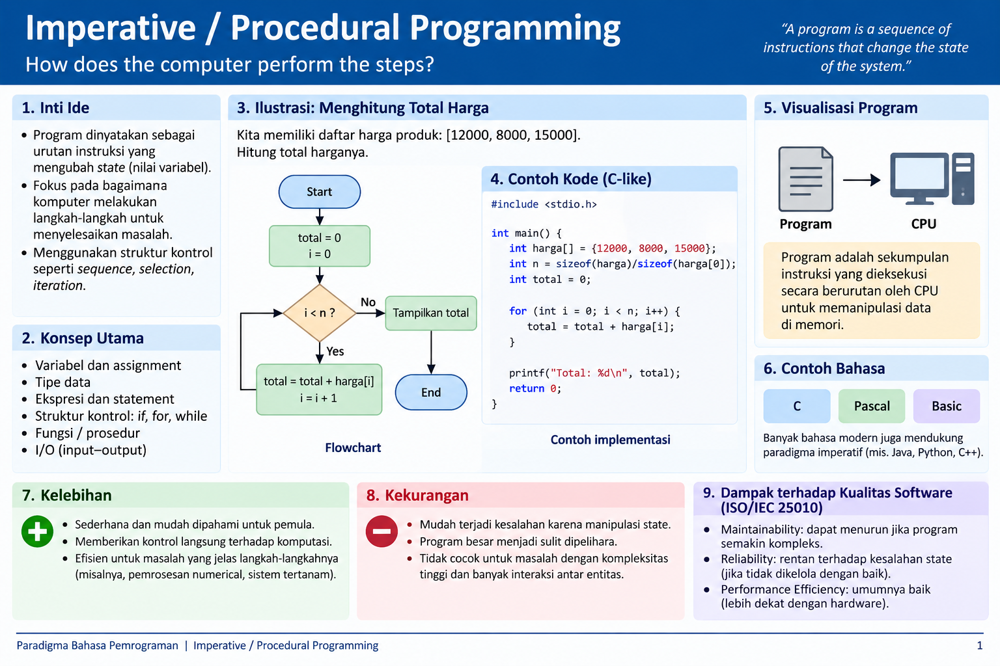 Imperative / Procedural Programming
How does the computer perform the steps?
“A program is a sequence of
instructions that change the state
of the system.”
1. Inti Ide
• Program dinyatakan sebagai
urutan instruksi yang
mengubah state (nilai variabel).
• Fokus pada bagaimana
komputer melakukan
langkah-langkah untuk
menyelesaikan masalah.
• Menggunakan struktur kontrol
seperti sequence, selection,
iteration.
2. Konsep Utama
• Variabel dan assignment
• Tipe data
• Ekspresi dan statement
• Struktur kontrol: if, for, while
• Fungsi / prosedur
• I/O (input–output)
3. Ilustrasi: Menghitung Total Harga
Kita memiliki daftar harga produk: [12000, 8000, 15000].
Hitung total harganya.
Start
total = 0
i = 0
i < n ?
No
Tampilkan total
Yes
total = total + harga[i]
i = i + 1
End
Flowchart
4. Contoh Kode (C-like)
#include <stdio.h>
int main() {
int harga[] = {12000, 8000, 15000};
int n = sizeof(harga)/sizeof(harga[0]);
int total = 0;
for (int i = 0; i < n; i++) {
total = total + harga[i];
}
printf("Total: %d\n", total);
return 0;
}
Contoh implementasi
5. Visualisasi Program
Program
CPU
Program adalah sekumpulan
instruksi yang dieksekusi
secara berurutan oleh CPU
untuk memanipulasi data
di memori.
6. Contoh Bahasa
C
Pascal
Basic
Banyak bahasa modern juga mendukung
paradigma imperatif (mis. Java, Python, C++).
7. Kelebihan
• Sederhana dan mudah dipahami untuk pemula.
• Memberikan kontrol langsung terhadap komputasi.
• Efisien untuk masalah yang jelas langkah-langkahnya
(misalnya, pemrosesan numerical, sistem tertanam).
8. Kekurangan
• Mudah terjadi kesalahan karena manipulasi state.
• Program besar menjadi sulit dipelihara.
• Tidak cocok untuk masalah dengan kompleksitas
tinggi dan banyak interaksi antar entitas.
9. Dampak terhadap Kualitas Software
(ISO/IEC 25010)
• Maintainability: dapat menurun jika program
semakin kompleks.
• Reliability: rentan terhadap kesalahan state
(jika tidak dikelola dengan baik).
• Performance Efficiency: umumnya baik
(lebih dekat dengan hardware).
Paradigma Bahasa Pemrograman | Imperative / Procedural Programming
1